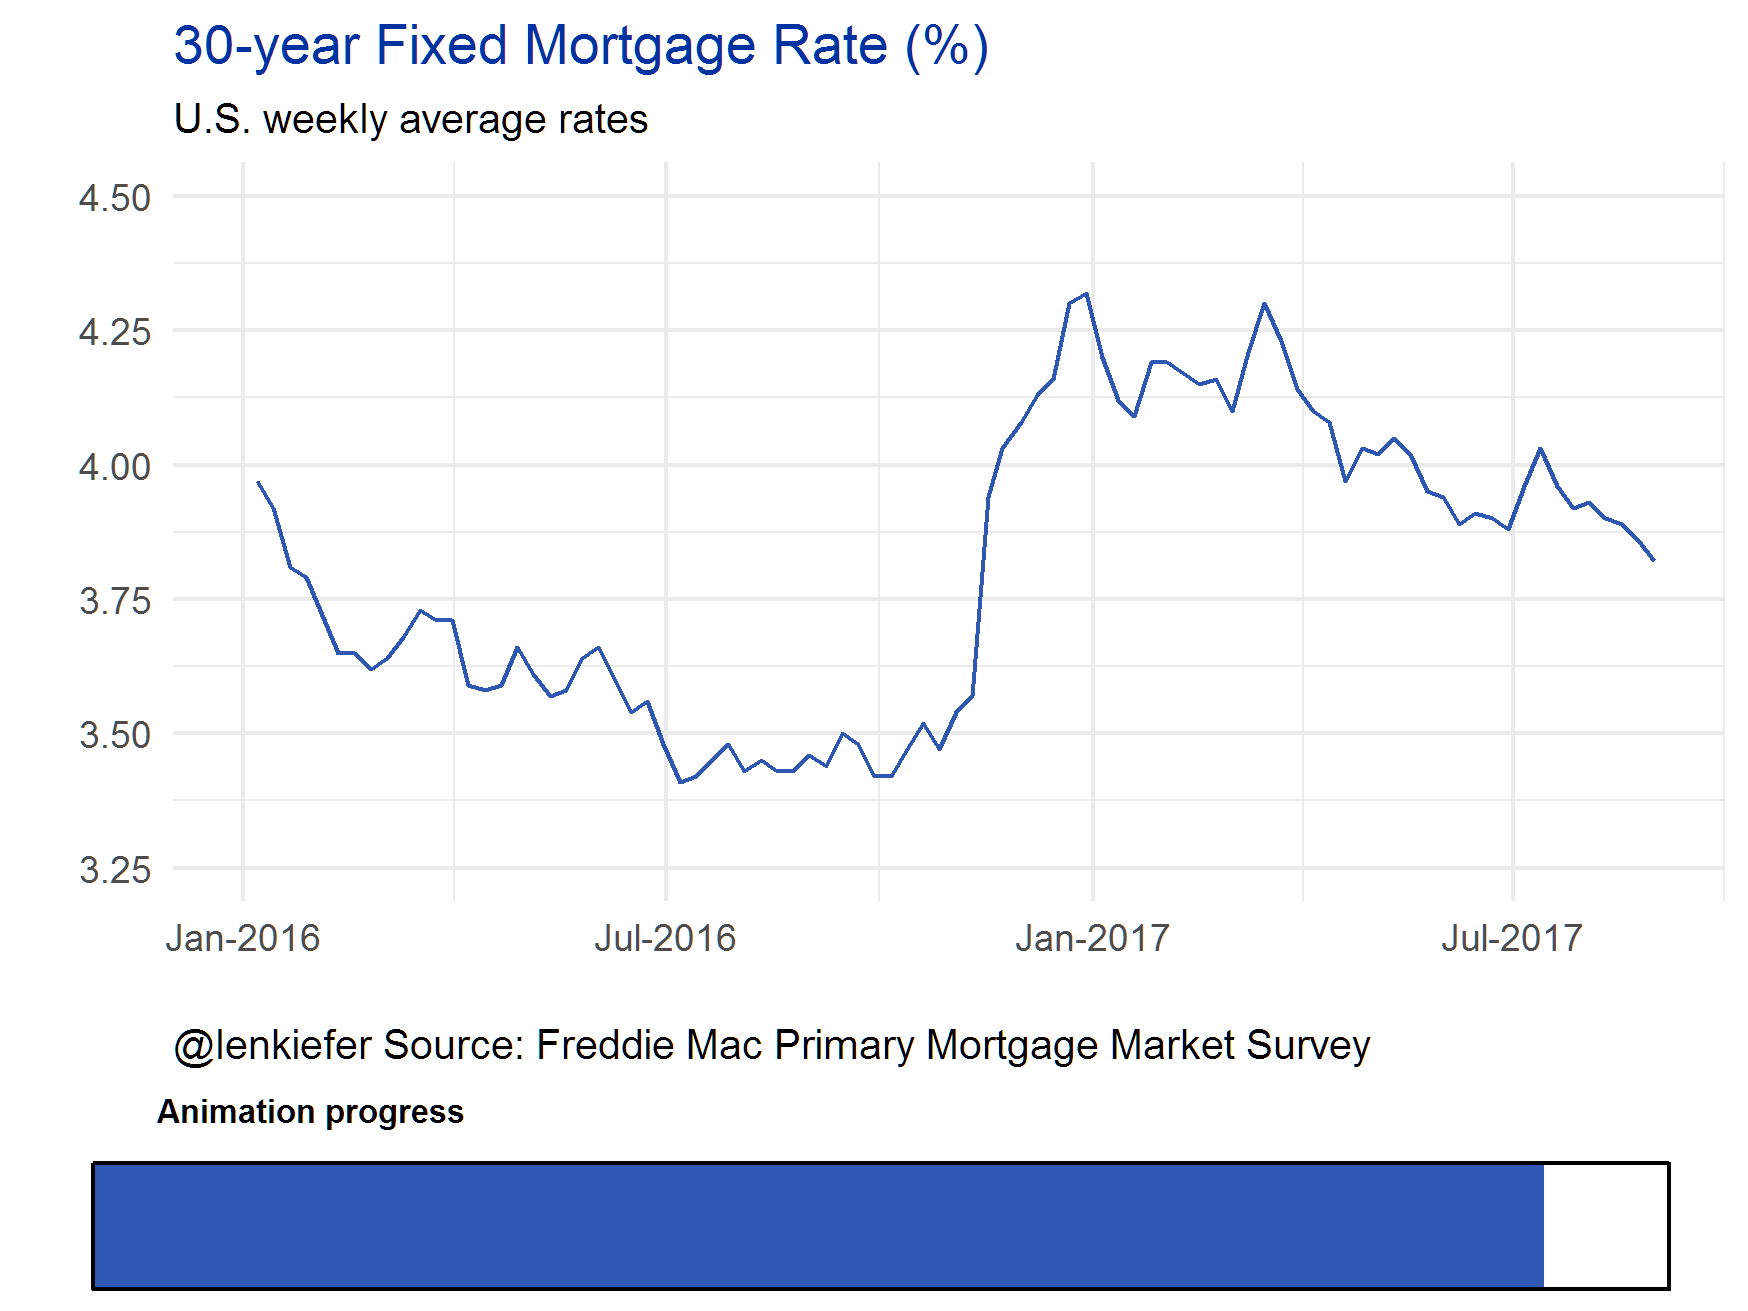 30-year Fixed Mortgage Rate (%)
U.S. weekly average rates
4.50
4.25
4.00
3.75
3.50
3.25
Jan-2016 Jul-2016 Jan-2017 Jul-2017
@lenkiefer Source: Freddie Mac Primary Mortgage Market Survey
Animation progress